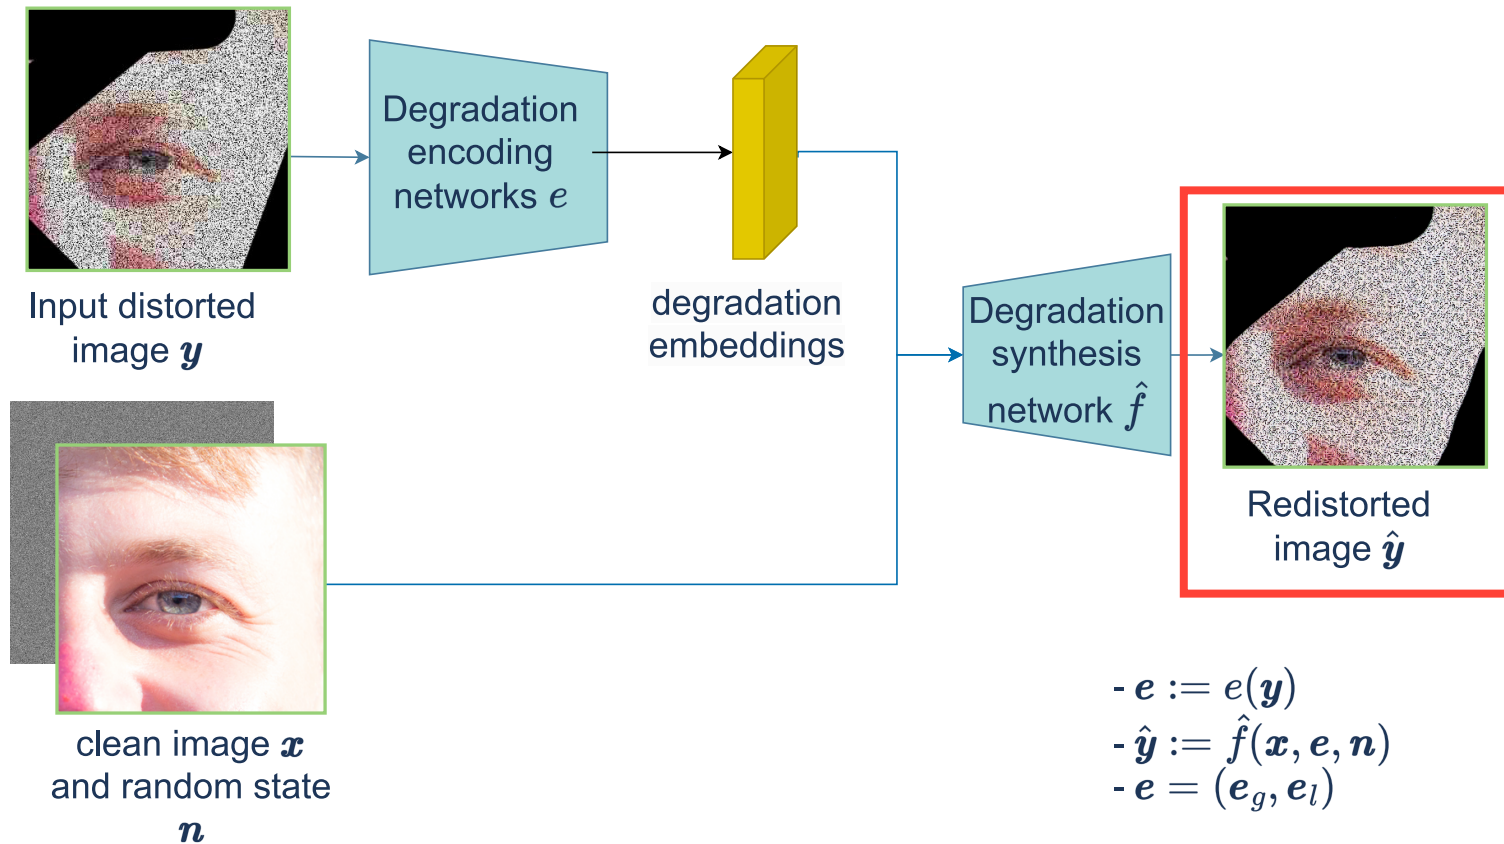 Degradation
encoding
networks e
Input distorted
image y
degradation
embeddings
Degradation
synthesis
network f̂
Redistorted
image ŷ
clean image x
and random state
n
- e := e(y)
- ŷ := f̂(x, e, n)
- e = (e_g, e_l)